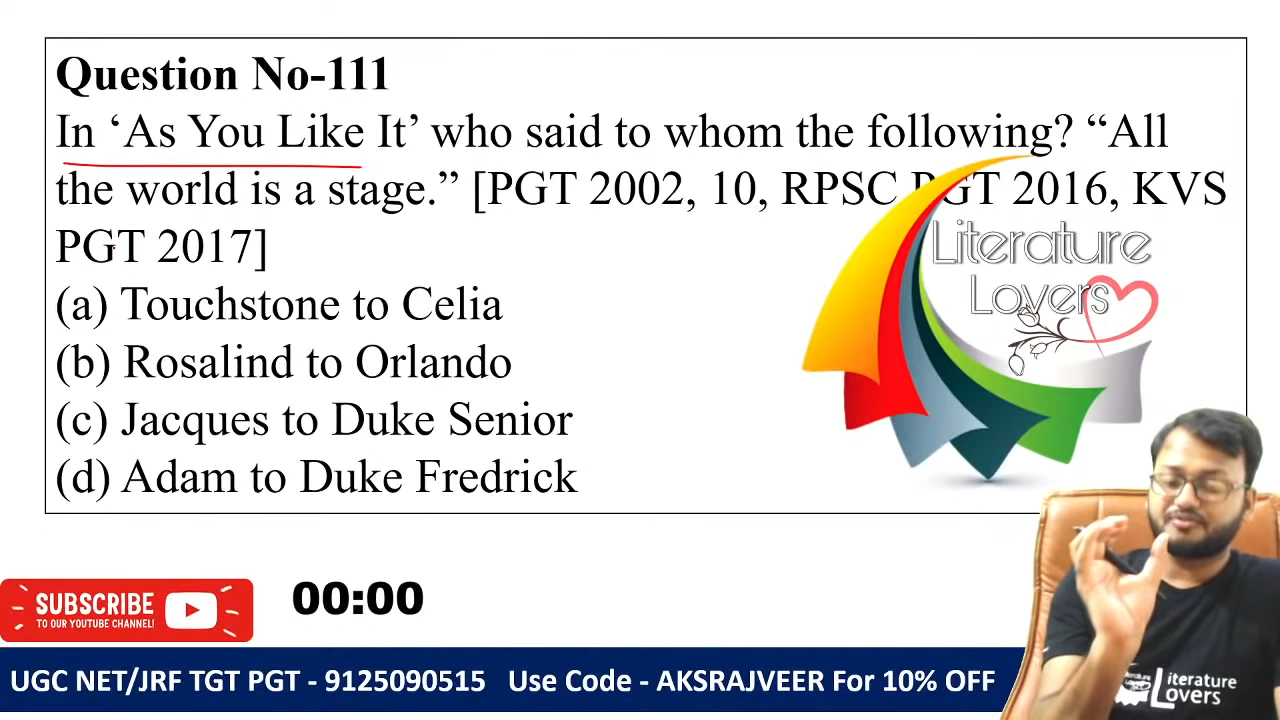 Question No-111
In ‘As You Like It’ who said to whom the following? “All
the world is a stage.” [PGT 2002, 10, RPSC PGT 2016, KVS
PGT 2017]
(a) Touchstone to Celia
(b) Rosalind to Orlando
(c) Jacques to Duke Senior
(d) Adam to Duke Fredrick
Literature
Lovers
SUBSCRIBE
TO OUR YOUTUBE CHANNEL!
00:00
Literature
Lovers
UGC NET/JRF TGT PGT - 9125090515 Use Code - AKSRAJVEER For 10% OFF